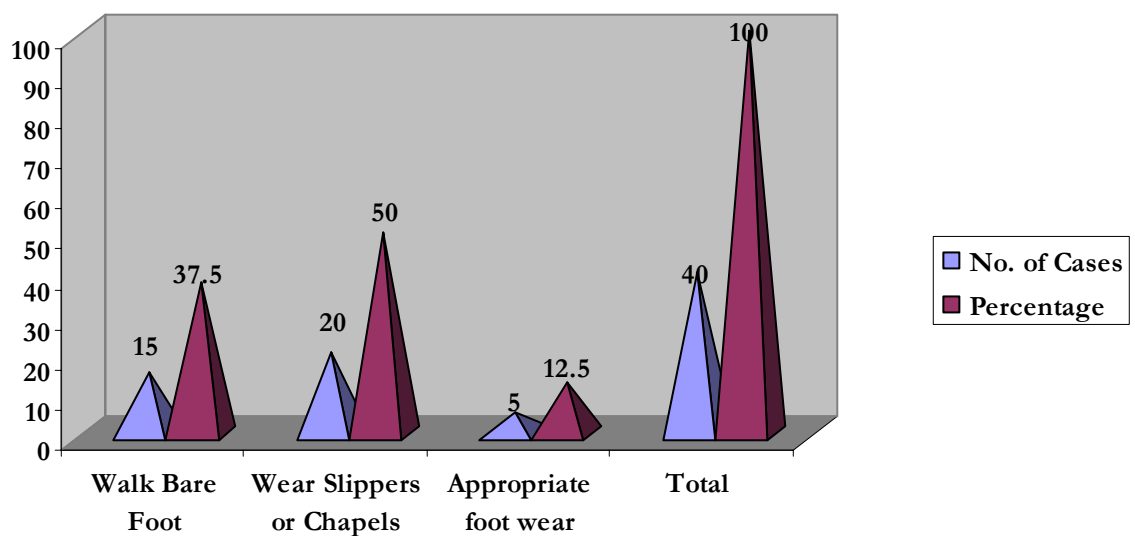 100
90
80
70
60
50
40
30
20
10
0
15
37.5
20
50
5
12.5
40
100
Walk Bare
Foot
Wear Slippers
or Chapels
Appropriate
foot wear
Total
No. of Cases
Percentage